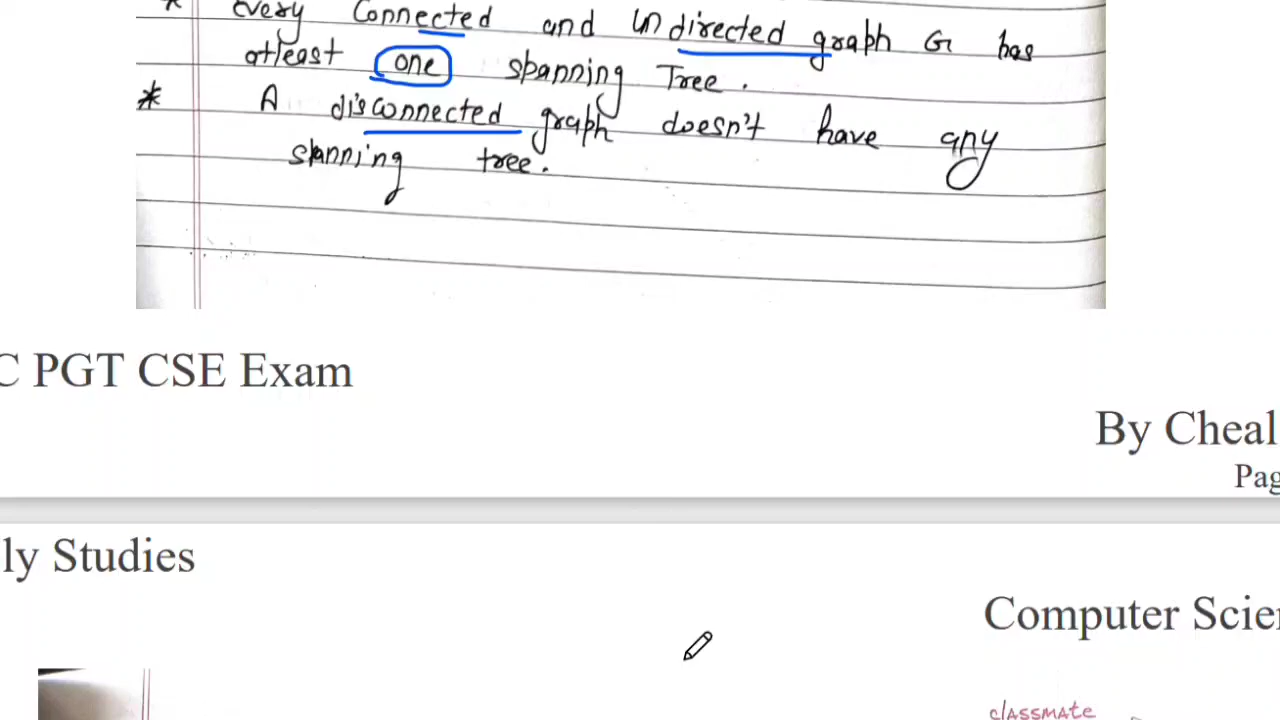 * Every Connected and Undirected graph G has
atleast one spanning Tree.
* A disconnected graph doesn't have any
spanning tree.
C PGT CSE Exam
By Cheal
Pag
ly Studies
Computer Scie
classmate